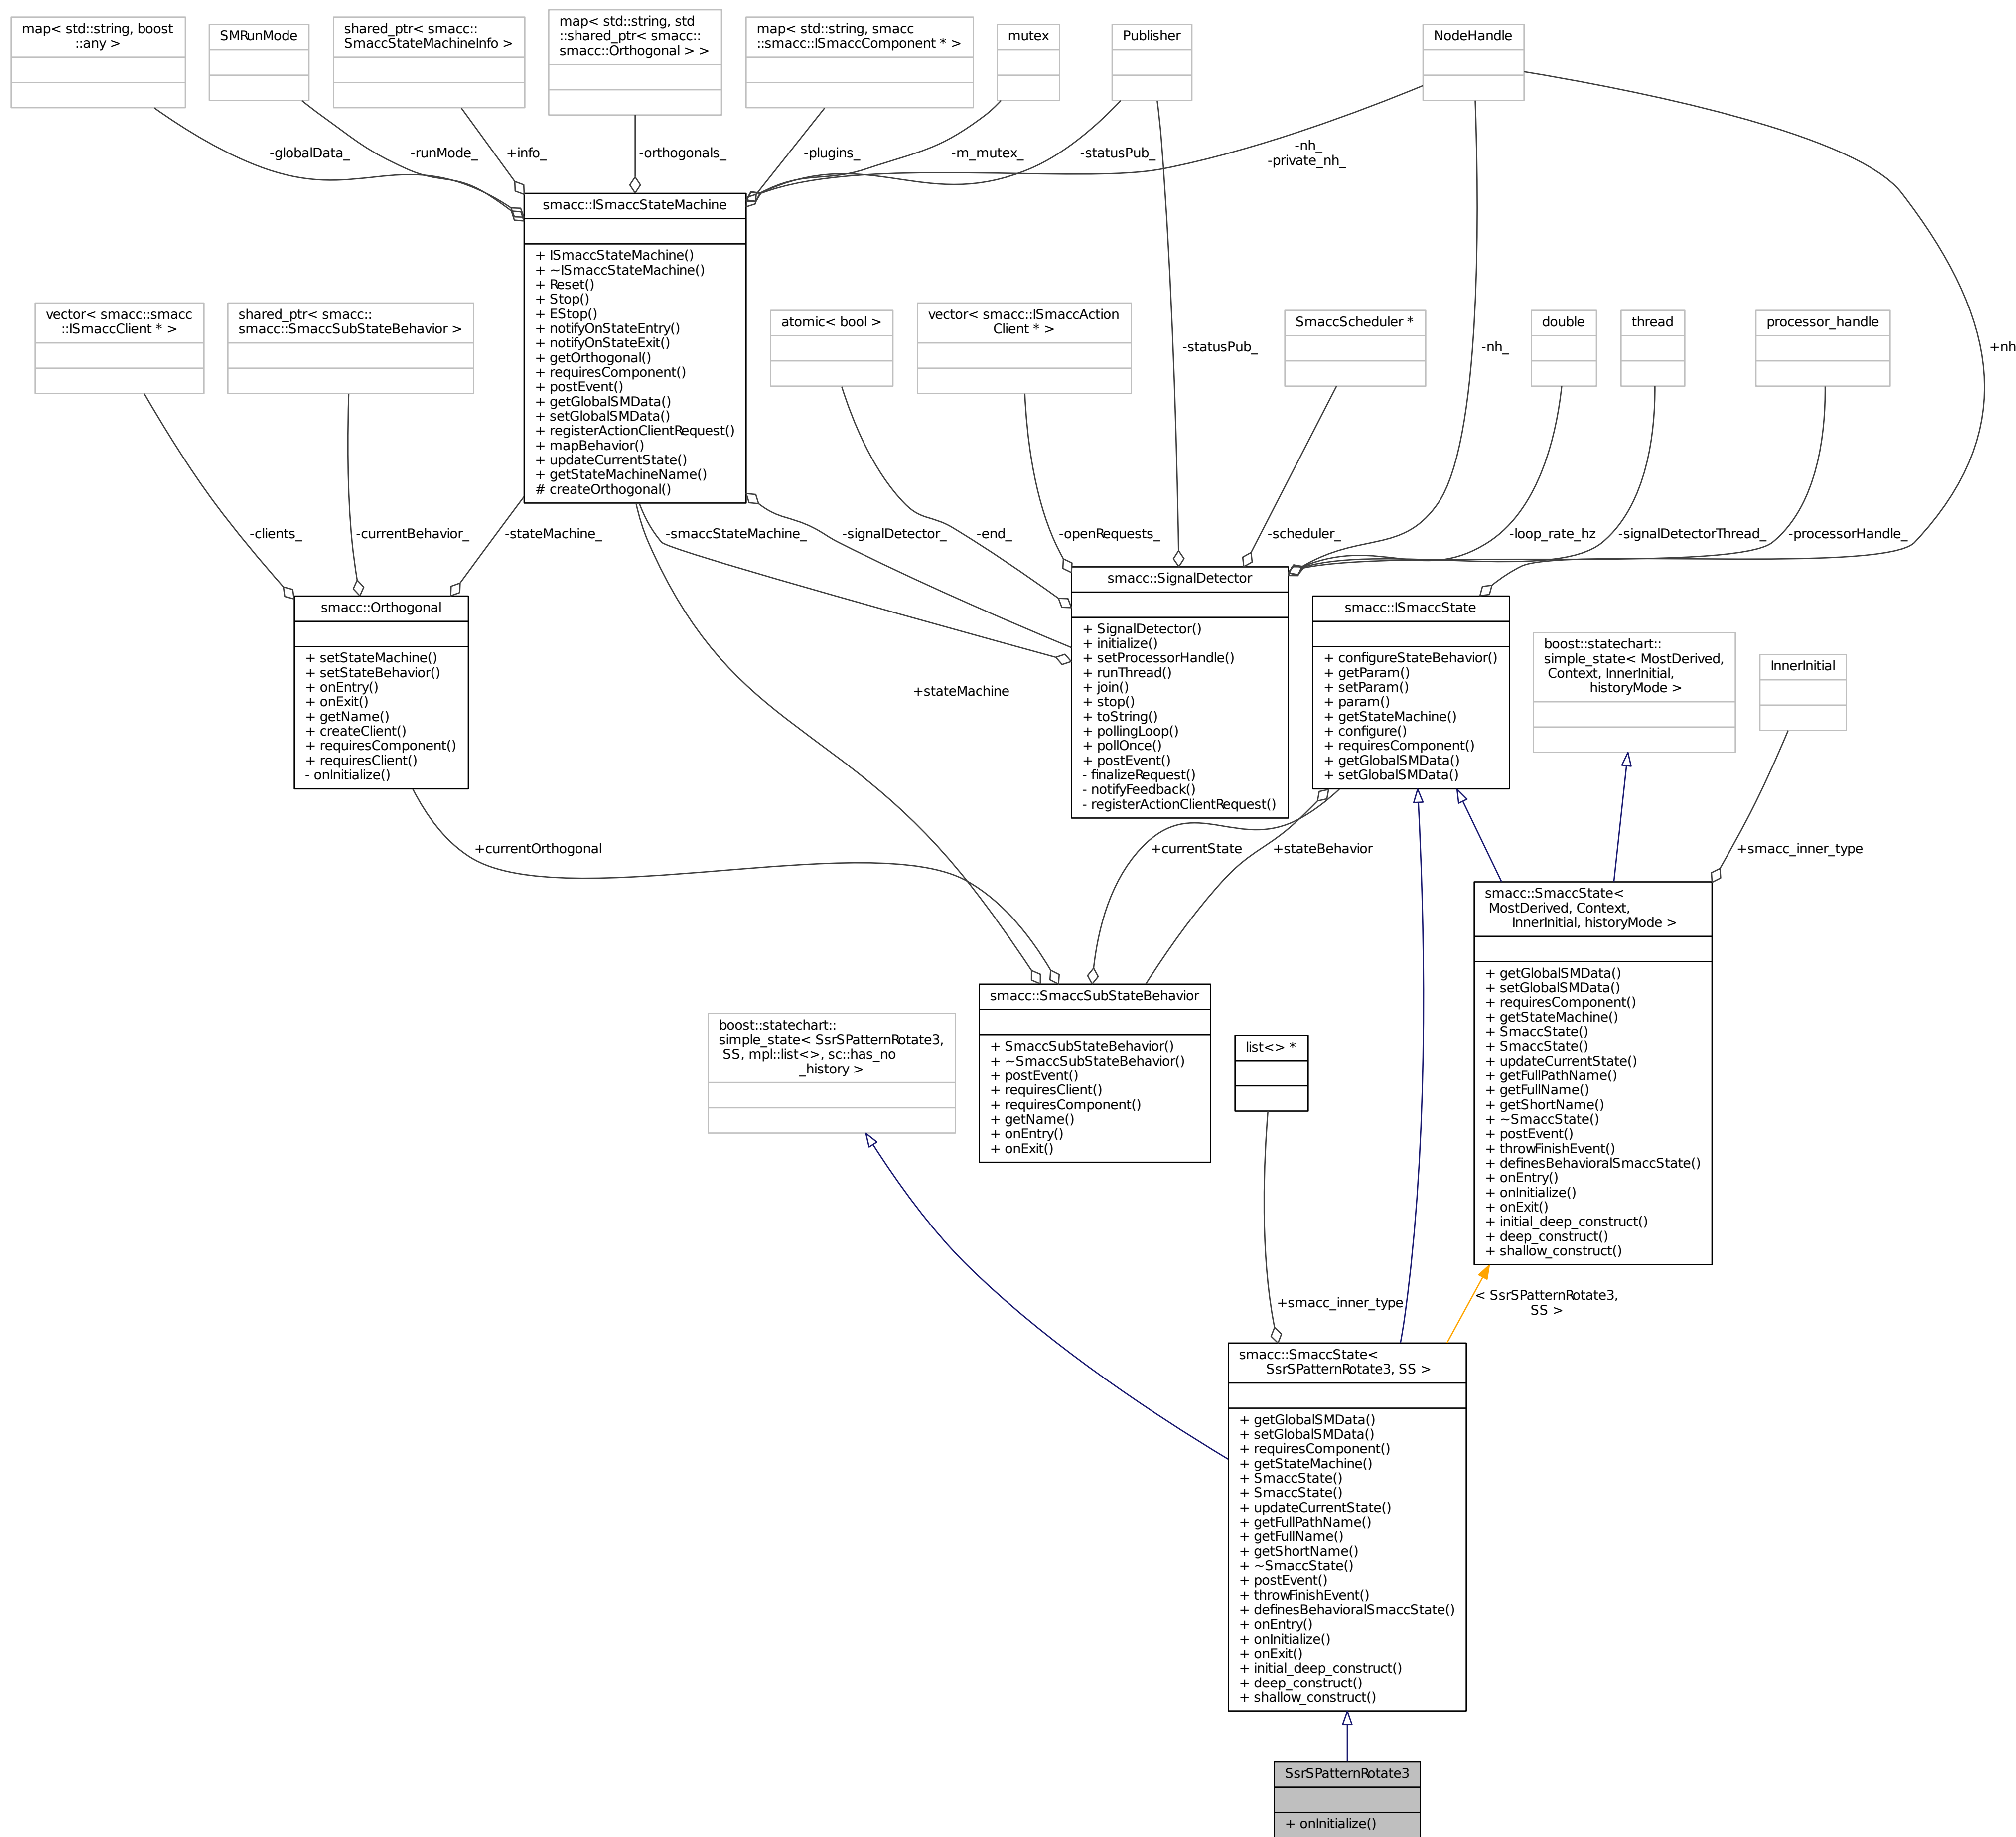 map< std::string, boost
::any >
SMRunMode
shared_ptr< smacc::
SmaccStateMachineInfo >
map< std::string, std
::shared_ptr< smacc::
smacc::Orthogonal > >
map< std::string, smacc
::smacc::ISmaccComponent * >
mutex
Publisher
NodeHandle
-globalData_
-runMode_
+info_
-orthogonals_
-plugins_
-m_mutex_
-statusPub_
-nh_
-private_nh_
smacc::ISmaccStateMachine
+ ISmaccStateMachine()
+ ~ISmaccStateMachine()
+ Reset()
+ Stop()
+ EStop()
+ notifyOnStateEntry()
+ notifyOnStateExit()
+ getOrthogonal()
+ requiresComponent()
+ postEvent()
+ getGlobalSMData()
+ setGlobalSMData()
+ registerActionClientRequest()
+ mapBehavior()
+ updateCurrentState()
+ getStateMachineName()
# createOrthogonal()
vector< smacc::smacc
::ISmaccClient * >
shared_ptr< smacc::
smacc::SmaccSubStateBehavior >
atomic< bool >
vector< smacc::ISmaccAction
Client * >
SmaccScheduler *
double
thread
processor_handle
-statusPub_
-nh_
+nh
-clients_
-currentBehavior_
-stateMachine_
-smaccStateMachine_
-signalDetector_
-end_
-openRequests_
-scheduler_
-loop_rate_hz
-signalDetectorThread_
-processorHandle_
smacc::Orthogonal
+ setStateMachine()
+ setStateBehavior()
+ onEntry()
+ onExit()
+ getName()
+ createClient()
+ requiresComponent()
+ requiresClient()
- onInitialize()
smacc::SignalDetector
+ SignalDetector()
+ initialize()
+ setProcessorHandle()
+ runThread()
+ join()
+ stop()
+ toString()
+ pollingLoop()
+ pollOnce()
+ postEvent()
- finalizeRequest()
- notifyFeedback()
- registerActionClientRequest()
smacc::ISmaccState
+ configureStateBehavior()
+ getParam()
+ setParam()
+ param()
+ getStateMachine()
+ configure()
+ requiresComponent()
+ getGlobalSMData()
+ setGlobalSMData()
boost::statechart::
simple_state< MostDerived,
Context, InnerInitial,
historyMode >
InnerInitial
+stateMachine
+currentOrthogonal
+currentState
+stateBehavior
+smacc_inner_type
smacc::SmaccState<
MostDerived, Context,
InnerInitial, historyMode >
+ getGlobalSMData()
+ setGlobalSMData()
+ requiresComponent()
+ getStateMachine()
+ SmaccState()
+ SmaccState()
+ updateCurrentState()
+ getFullPathName()
+ getFullName()
+ getShortName()
+ ~SmaccState()
+ postEvent()
+ throwFinishEvent()
+ definesBehavioralSmaccState()
+ onEntry()
+ onInitialize()
+ onExit()
+ initial_deep_construct()
+ deep_construct()
+ shallow_construct()
smacc::SmaccSubStateBehavior
+ SmaccSubStateBehavior()
+ ~SmaccSubStateBehavior()
+ postEvent()
+ requiresClient()
+ requiresComponent()
+ getName()
+ onEntry()
+ onExit()
boost::statechart::
simple_state< SsrSPatternRotate3,
SS, mpl::list<>, sc::has_no
_history >
list<> *
+smacc_inner_type
< SsrSPatternRotate3,
SS >
smacc::SmaccState<
SsrSPatternRotate3, SS >
+ getGlobalSMData()
+ setGlobalSMData()
+ requiresComponent()
+ getStateMachine()
+ SmaccState()
+ SmaccState()
+ updateCurrentState()
+ getFullPathName()
+ getFullName()
+ getShortName()
+ ~SmaccState()
+ postEvent()
+ throwFinishEvent()
+ definesBehavioralSmaccState()
+ onEntry()
+ onInitialize()
+ onExit()
+ initial_deep_construct()
+ deep_construct()
+ shallow_construct()
SsrSPatternRotate3
+ onInitialize()